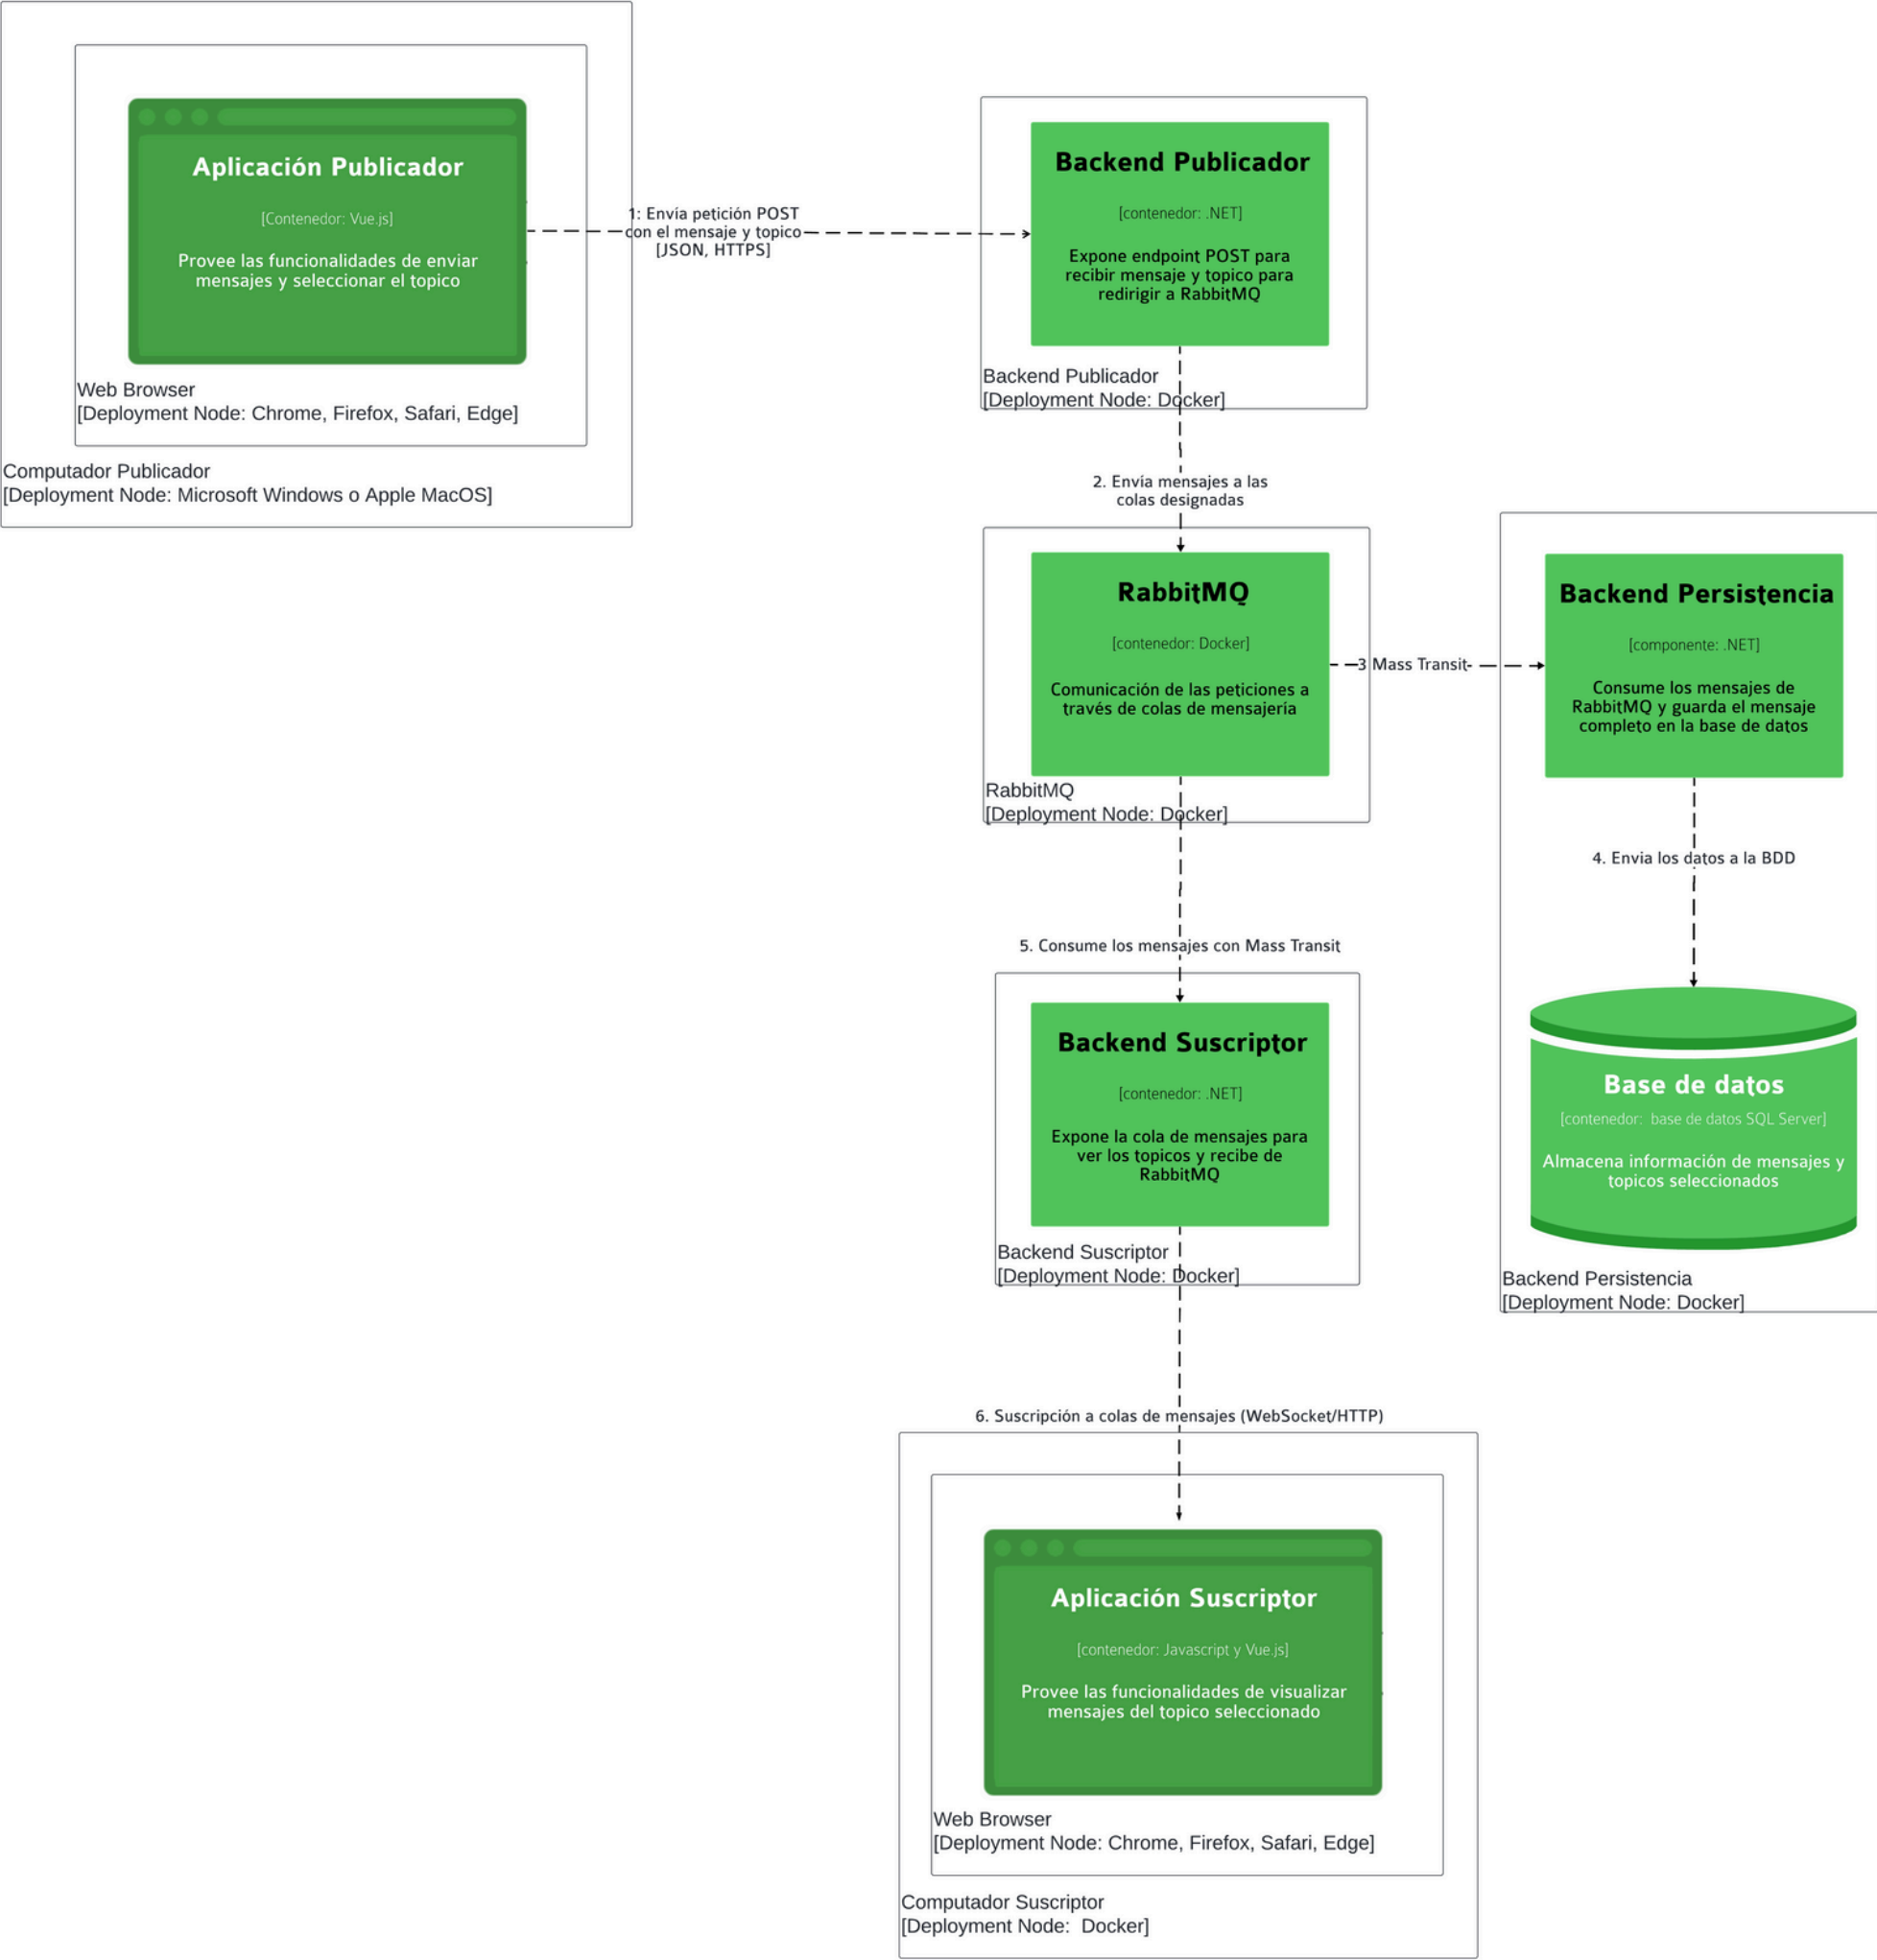 Aplicación Publicador
[Contenedor: Vue.js]
Provee las funcionalidades de enviar
mensajes y seleccionar el topico
Web Browser
[Deployment Node: Chrome, Firefox, Safari, Edge]
Computador Publicador
[Deployment Node: Microsoft Windows o Apple MacOS]
1: Envía petición POST
con el mensaje y topico
[JSON, HTTPS]
Backend Publicador
[contenedor: .NET]
Expone endpoint POST para
recibir mensaje y topico para
redirigir a RabbitMQ
Backend Publicador
[Deployment Node: Docker]
2. Envía mensajes a las
colas designadas
RabbitMQ
[contenedor: Docker]
Comunicación de las peticiones a
través de colas de mensajería
RabbitMQ
[Deployment Node: Docker]
3 Mass Transit
Backend Persistencia
[componente: .NET]
Consume los mensajes de
RabbitMQ y guarda el mensaje
completo en la base de datos
4. Envia los datos a la BDD
Base de datos
[contenedor:  base de datos SQL Server]
Almacena información de mensajes y
topicos seleccionados
Backend Persistencia
[Deployment Node: Docker]
5. Consume los mensajes con Mass Transit
Backend Suscriptor
[contenedor: .NET]
Expone la cola de mensajes para
ver los topicos y recibe de
RabbitMQ
Backend Suscriptor
[Deployment Node: Docker]
6. Suscripción a colas de mensajes (WebSocket/HTTP)
Aplicación Suscriptor
[contenedor: Javascript y Vue.js]
Provee las funcionalidades de visualizar
mensajes del topico seleccionado
Web Browser
[Deployment Node: Chrome, Firefox, Safari, Edge]
Computador Suscriptor
[Deployment Node:  Docker]